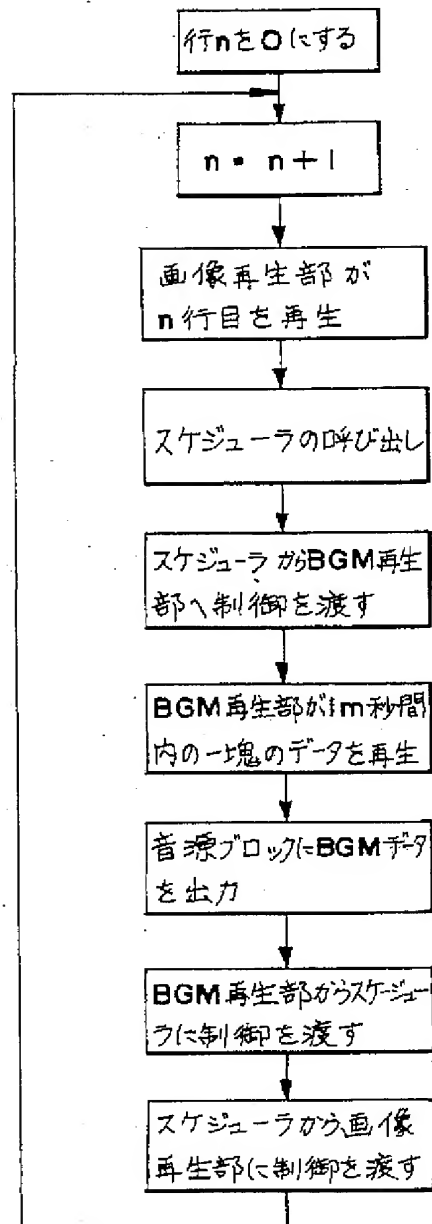 行nを0にする
n = n+1
画像再生部が
n行目を再生
スケジューラの呼び出し
スケジューラからBGM再生
部へ制御を渡す
BGM再生部が1m秒間
内の一塊のデータを再生
音源ブロックにBGMデータ
を出力
BGM再生部からスケジュー
ラに制御を渡す
スケジューラから画像
再生部に制御を渡す